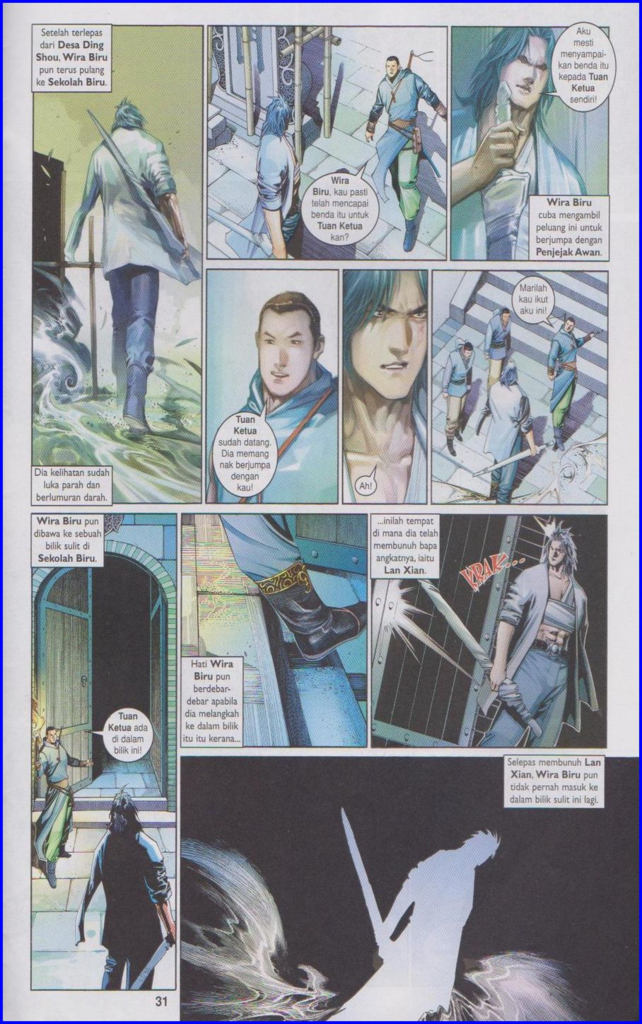 Setelah terlepas
dari Desa Ding
Shou, Wira Biru
pun terus pulang
ke Sekolah Biru.
Wira
Biru, kau pasti
telah mencapai
benda itu untuk
Tuan Ketua
kan?
Aku
mesti
menyampai-
kan benda itu
kepada Tuan
Ketua
sendiri!
Wira Biru
cuba mengambil
peluang ini untuk
berjumpa dengan
Penjejak Awan.
Dia kelihatan sudah
luka parah dan
berlumuran darah.
Tuan
Ketua
sudah datang.
Dia memang
nak berjumpa
dengan
kau!
Ah!
Marilah
kau ikut
aku ini!
Wira Biru pun
dibawa ke sebuah
bilik sulit di
Sekolah Biru.
Tuan
Ketua ada
di dalam
bilik ini!
Hati Wira
Biru pun
berdebar-
debar apabila
dia melangkah
ke dalam bilik
itu itu kerana...
...inilah tempat
di mana dia telah
membunuh bapa
angkatnya, iaitu
Lan Xian.
KRAK...
Selepas membunuh Lan
Xian, Wira Biru pun
tidak pernah masuk ke
dalam bilik sulit ini lagi.
31